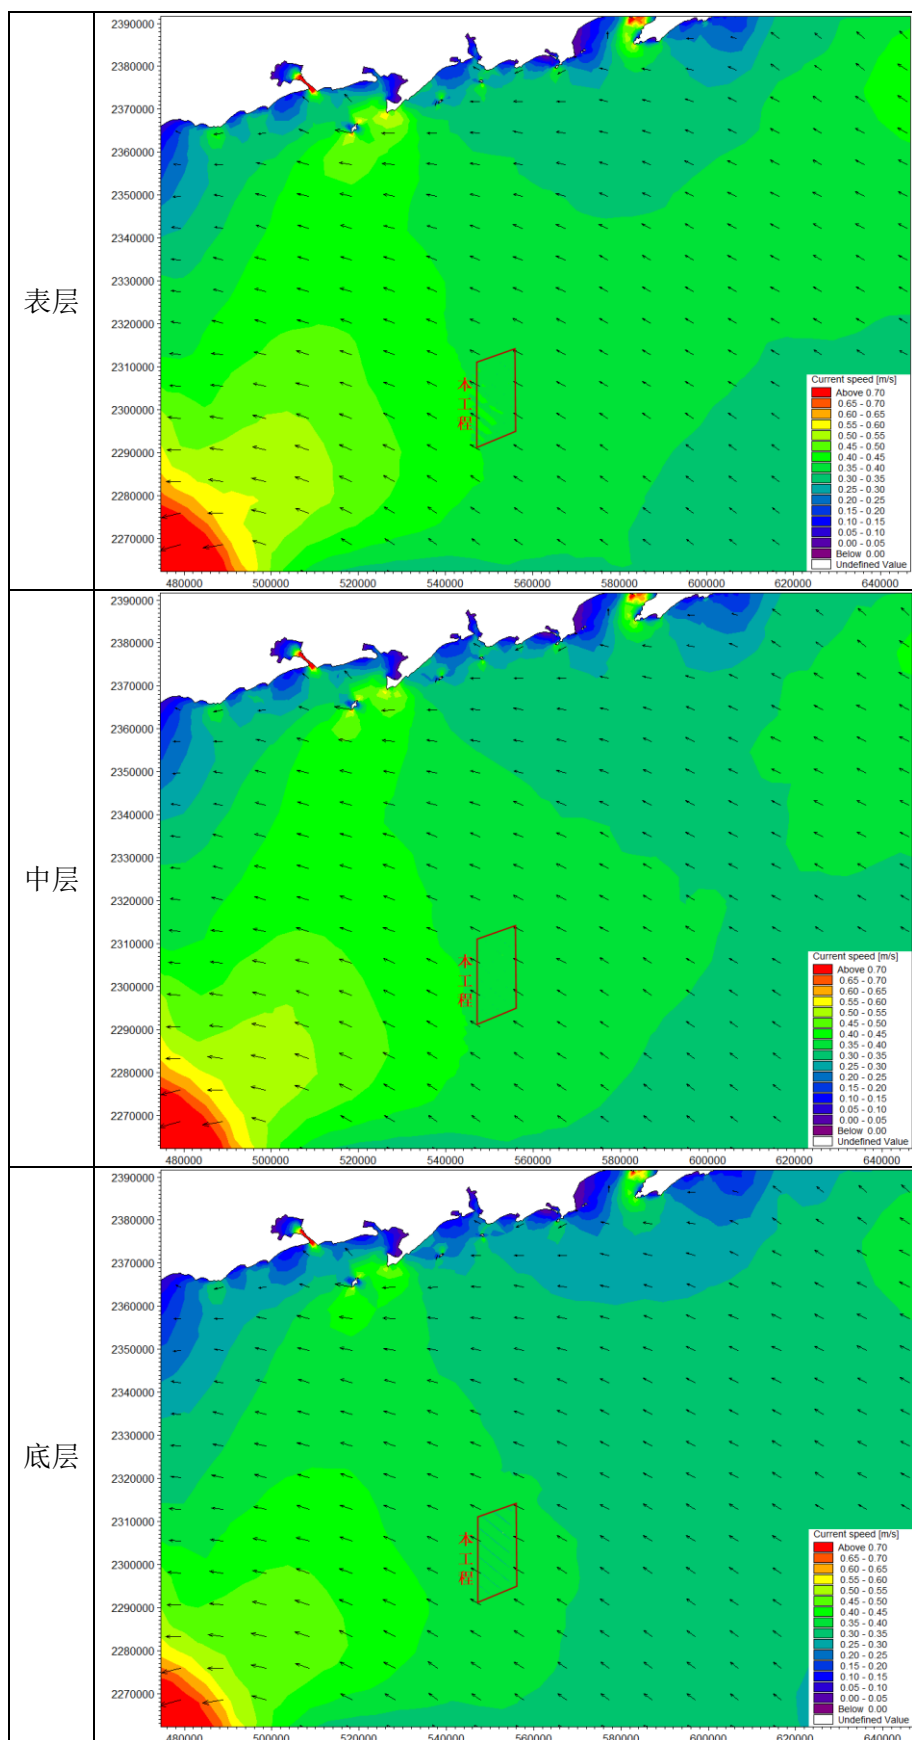 表层
2390000
2380000
2370000
2360000
2350000
2340000
2330000
2320000
2310000
2300000
2290000
2280000
2270000
480000 500000 520000 540000 560000 580000 600000 620000 640000
本
工
程
Current speed [m/s]
Above 0.70
0.65 - 0.70
0.60 - 0.65
0.55 - 0.60
0.50 - 0.55
0.45 - 0.50
0.40 - 0.45
0.35 - 0.40
0.30 - 0.35
0.25 - 0.30
0.20 - 0.25
0.15 - 0.20
0.10 - 0.15
0.05 - 0.10
0.00 - 0.05
Below 0.00
Undefined Value
中层
2390000
2380000
2370000
2360000
2350000
2340000
2330000
2320000
2310000
2300000
2290000
2280000
2270000
480000 500000 520000 540000 560000 580000 600000 620000 640000
本
工
程
Current speed [m/s]
Above 0.70
0.65 - 0.70
0.60 - 0.65
0.55 - 0.60
0.50 - 0.55
0.45 - 0.50
0.40 - 0.45
0.35 - 0.40
0.30 - 0.35
0.25 - 0.30
0.20 - 0.25
0.15 - 0.20
0.10 - 0.15
0.05 - 0.10
0.00 - 0.05
Below 0.00
Undefined Value
底层
2390000
2380000
2370000
2360000
2350000
2340000
2330000
2320000
2310000
2300000
2290000
2280000
2270000
480000 500000 520000 540000 560000 580000 600000 620000 640000
本
工
程
Current speed [m/s]
Above 0.70
0.65 - 0.70
0.60 - 0.65
0.55 - 0.60
0.50 - 0.55
0.45 - 0.50
0.40 - 0.45
0.35 - 0.40
0.30 - 0.35
0.25 - 0.30
0.20 - 0.25
0.15 - 0.20
0.10 - 0.15
0.05 - 0.10
0.00 - 0.05
Below 0.00
Undefined Value